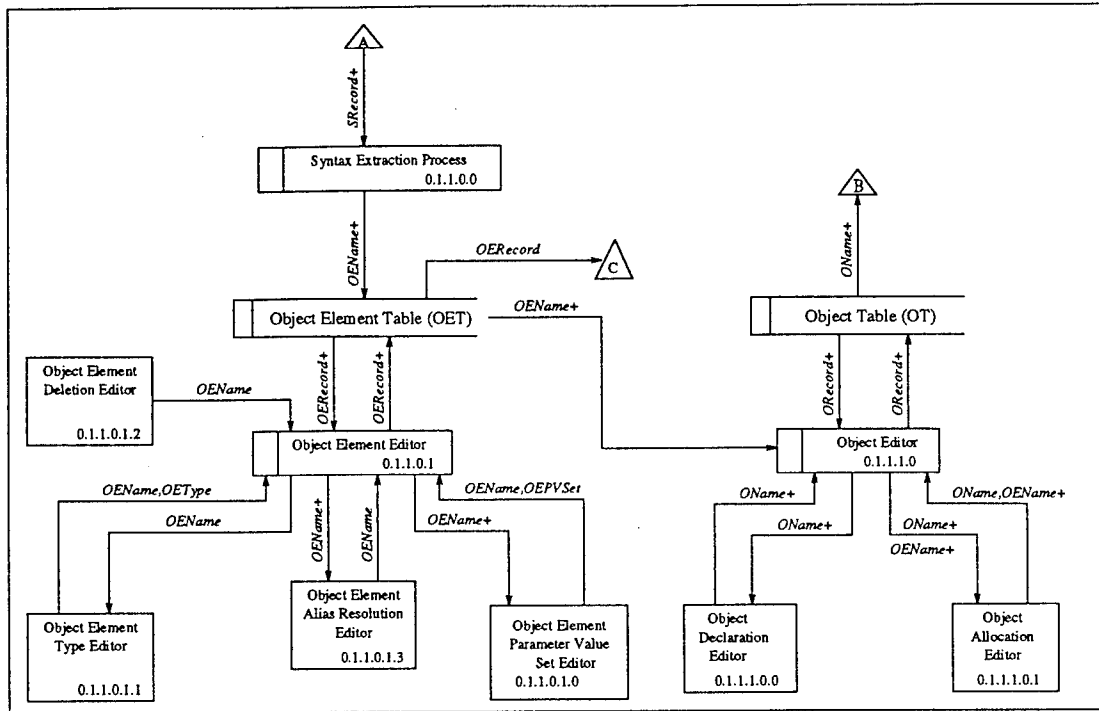 A
SRecord+
Syntax Extraction Process
0.1.1.0.0
B
OEName+
OERecord
C
OName+
OEName+
Object Element Table (OET)
Object Table (OT)
Object Element
Deletion Editor
0.1.1.0.1.2
OEName
OERecord+
OERecord+
ORecord+
ORecord+
Object Element Editor
0.1.1.0.1
Object Editor
0.1.1.1.0
OEName,OEType
OEName
OEName+
OEName
OEName,OEPVSet
OEName+
OName+
OName+
OName,OEName+
OName+
OEName+
Object Element
Type Editor
0.1.1.0.1.1
Object Element
Alias Resolution
Editor
0.1.1.0.1.3
Object Element
Parameter Value
Set Editor
0.1.1.0.1.0
Object
Declaration
Editor
0.1.1.1.0.0
Object
Allocation
Editor
0.1.1.1.0.1